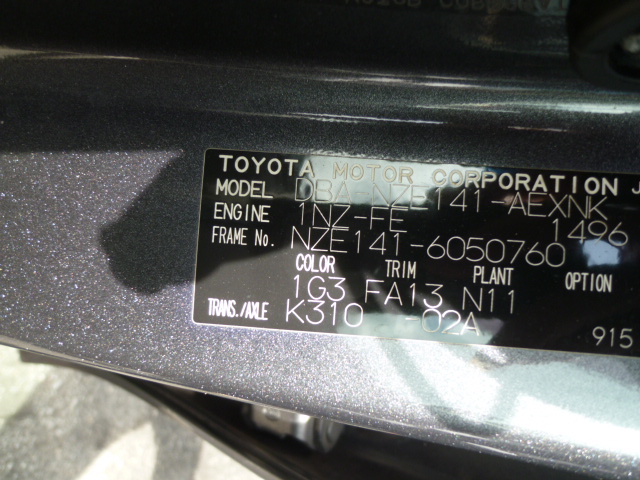 TOYOTA MOTOR CORPORATION J
MODEL DBA-NZE141-AEXNK
ENGINE 1NZ-FE 1496
FRAME No. NZE141-6050760
COLOR TRIM PLANT OPTION
1G3 FA13 N11
TRANS./AXLE K310 -02A
915